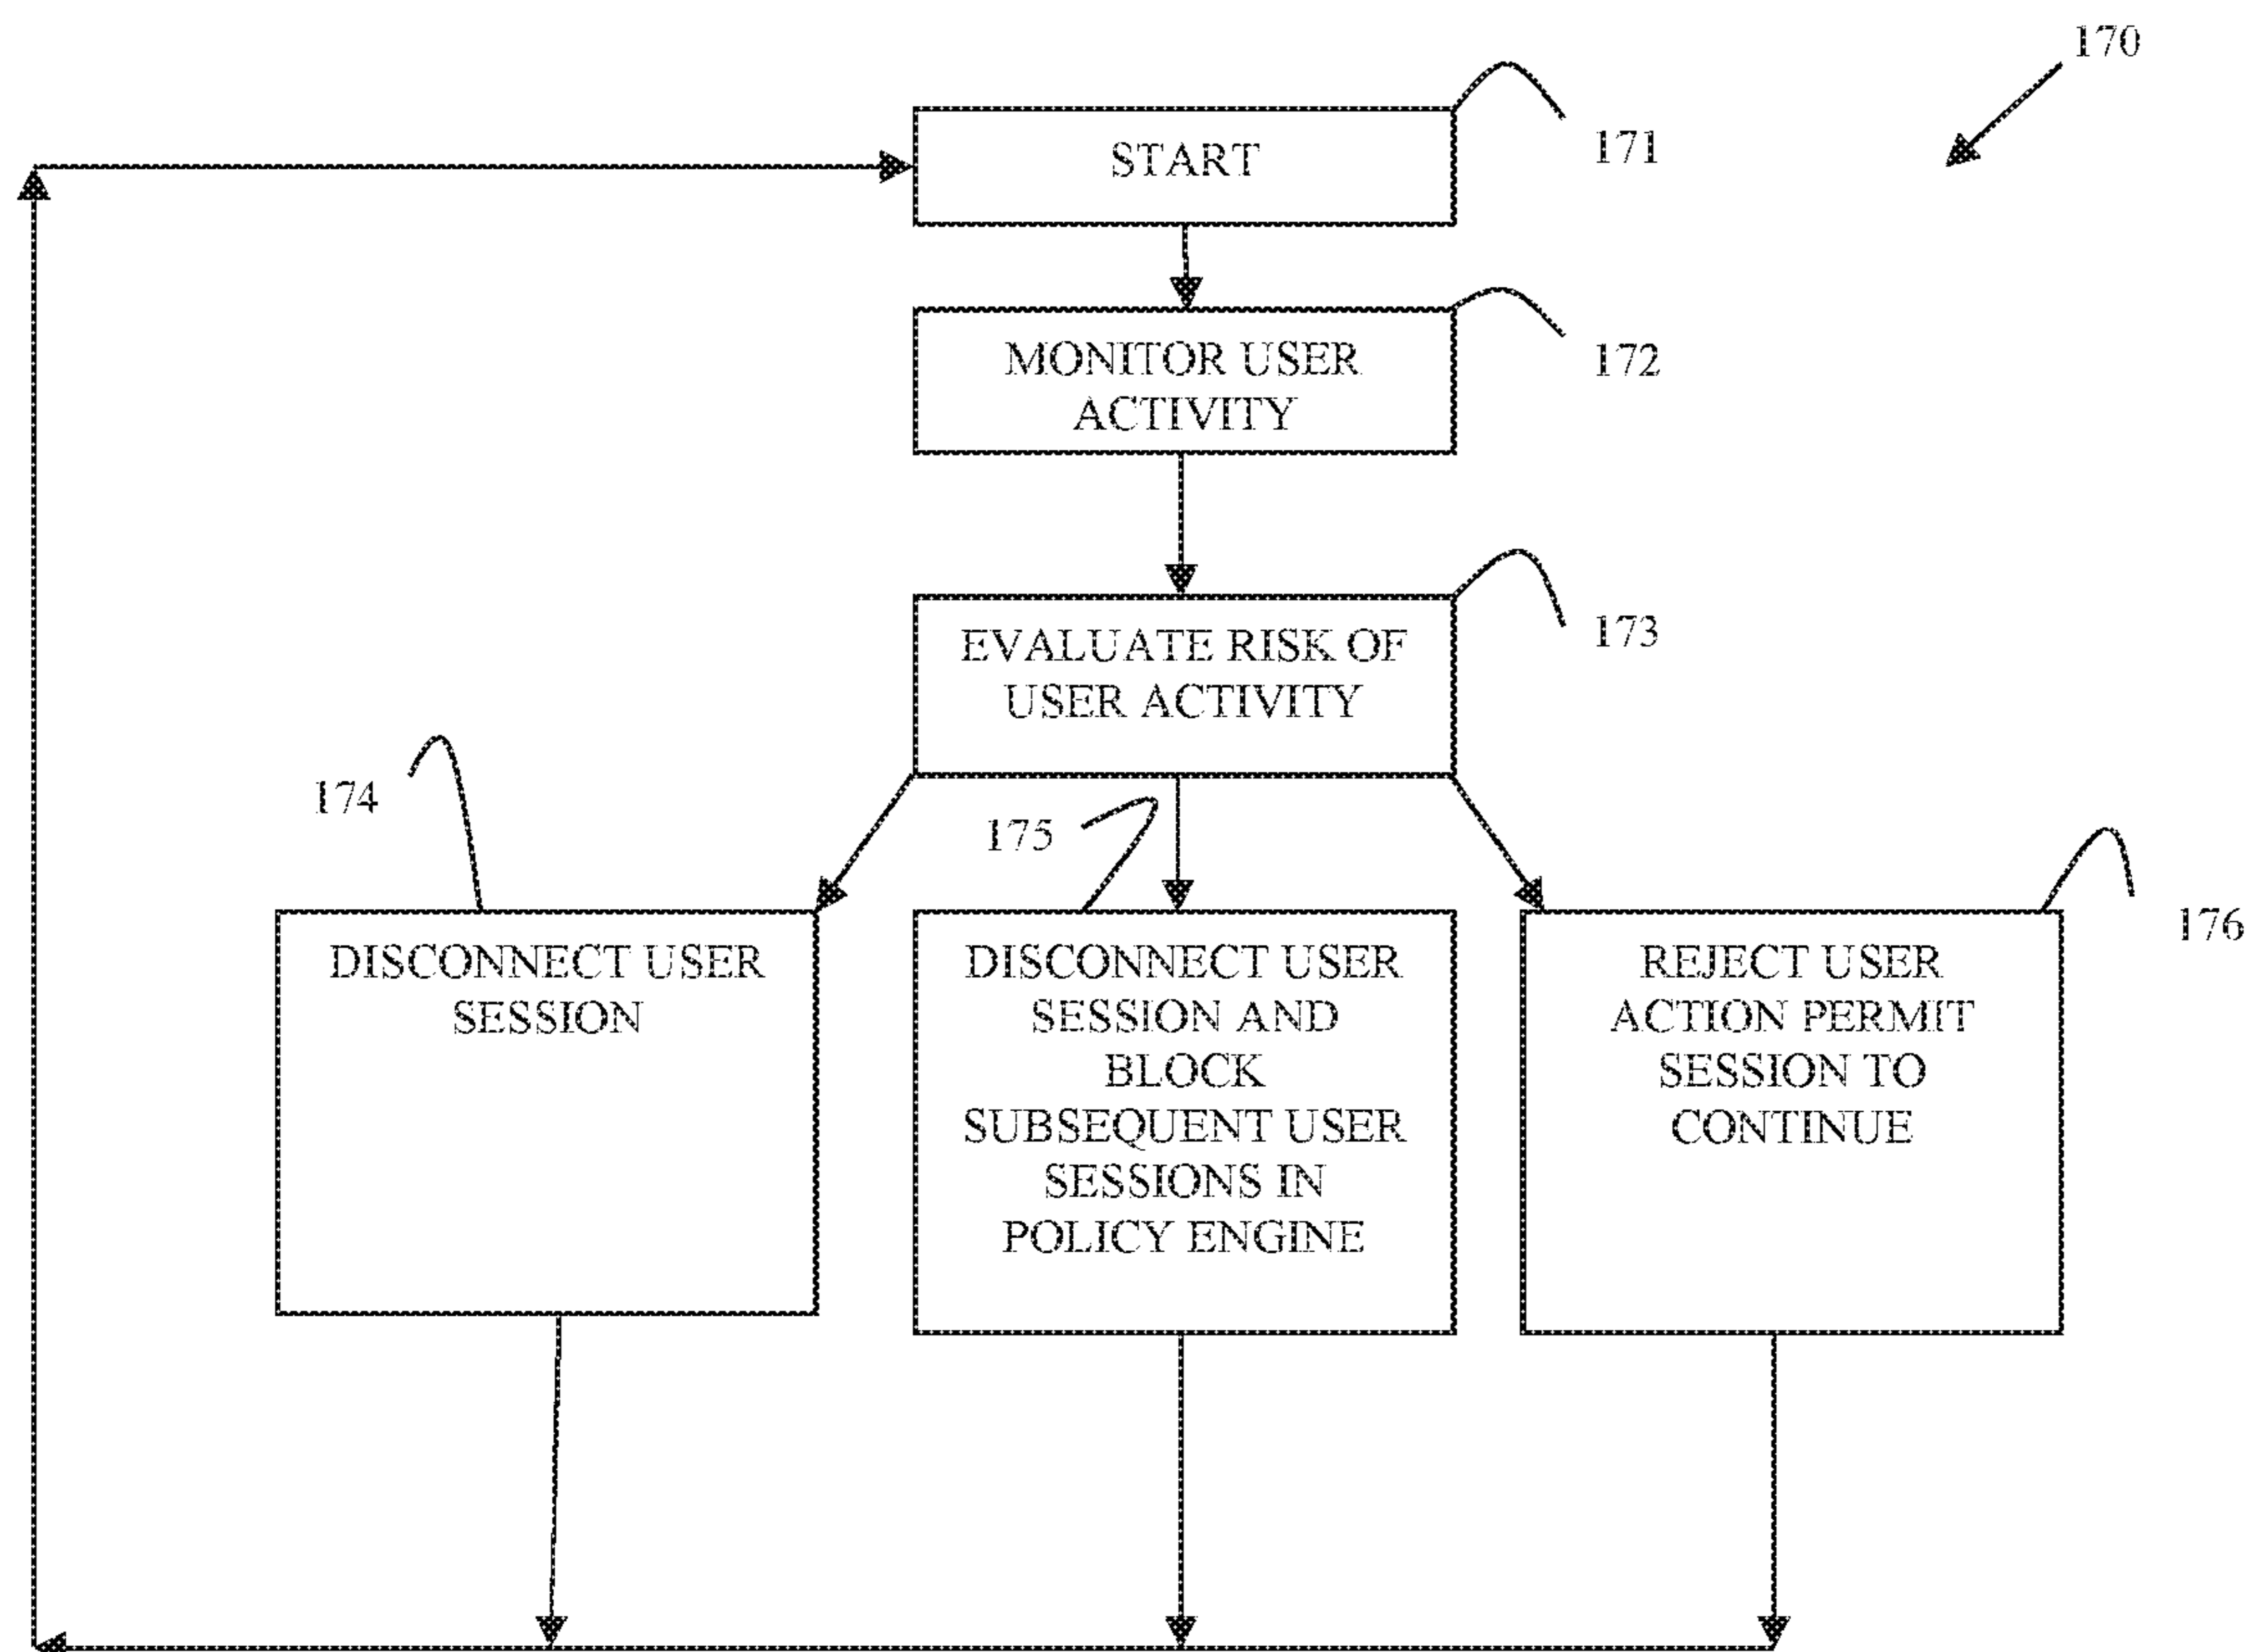 170
START
171
MONITOR USER
ACTIVITY
172
EVALUATE RISK OF
USER ACTIVITY
173
174
175
176
DISCONNECT USER
SESSION
DISCONNECT USER
SESSION AND
BLOCK
SUBSEQUENT USER
SESSIONS IN
POLICY ENGINE
REJECT USER
ACTION PERMIT
SESSION TO
CONTINUE